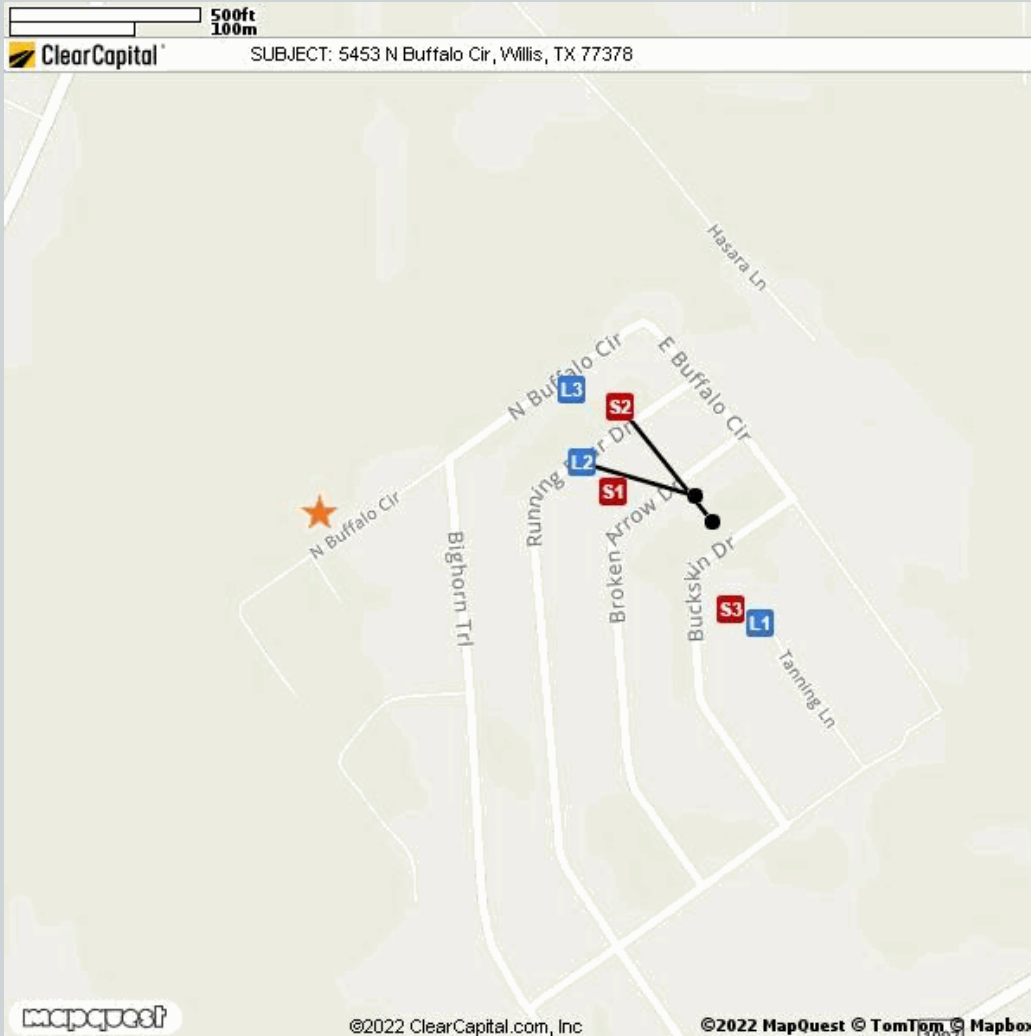 500ft
100m
ClearCapital
SUBJECT: 5453 N Buffalo Cir, Willis, TX 77378
Hasara Ln
N Buffalo Cir
E Buffalo Cir
L3
S2
Running Dr
L2
S1
Broken Arrow Dr
N Buffalo Cir
Bighorn Trl
Buckskin Dr
S3
L1
Tanning Ln
mapquest
©2022 ClearCapital.com, Inc
©2022 MapQuest © TomTom © Mapbox